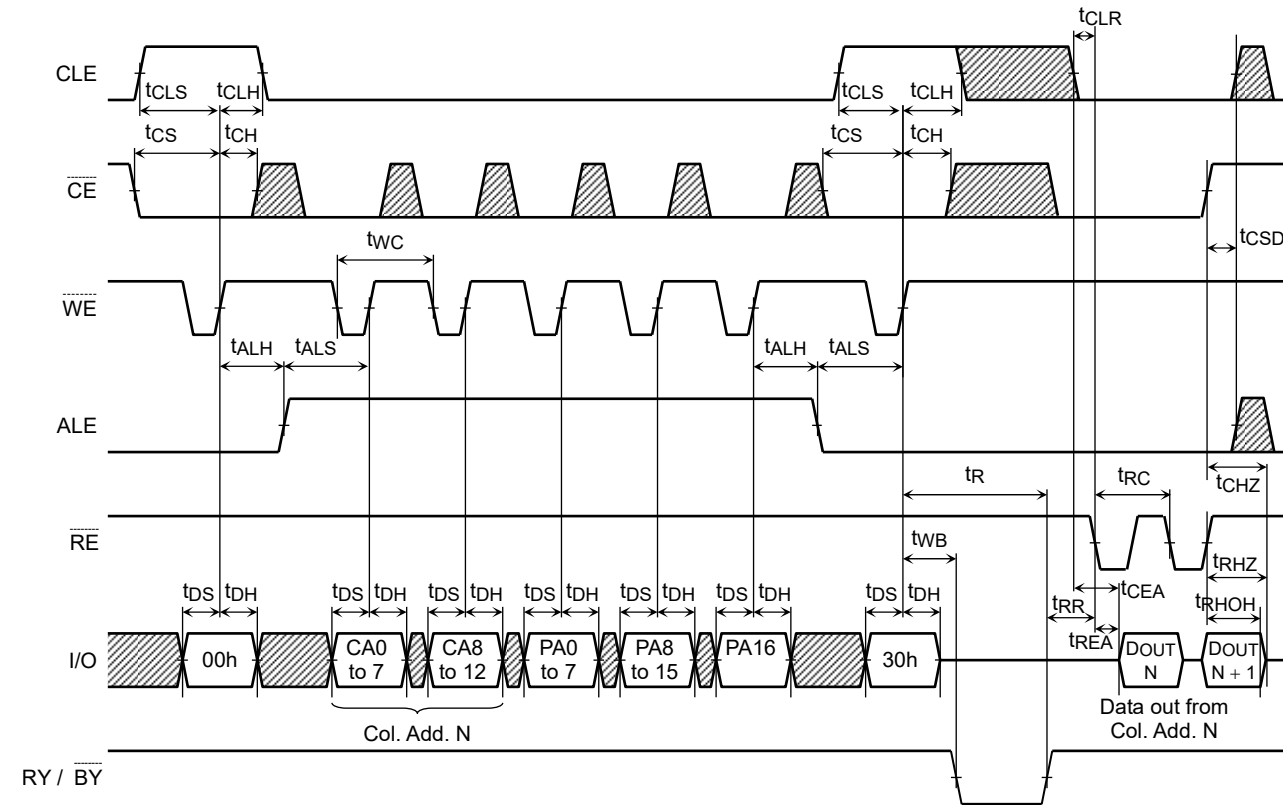 tCLR
CLE
tCLS
tCLH
tCLS
tCLH
tCS
tCH
tCS
tCH
CE
tCSD
tWC
WE
tALH
tALS
tALH
tALS
ALE
tR
tRC
tCHZ
RE
tWB
tRHZ
tDS
tDH
tDS
tDH
tDS
tDH
tDS
tDH
tDS
tDH
tDS
tDH
tDS
tDH
tCEA
tRR
tRHOH
tREA
I/O
00h
CA0
to 7
CA8
to 12
PA0
to 7
PA8
to 15
PA16
30h
DOUT
N
DOUT
N + 1
Col. Add. N
Data out from
Col. Add. N
RY / BY